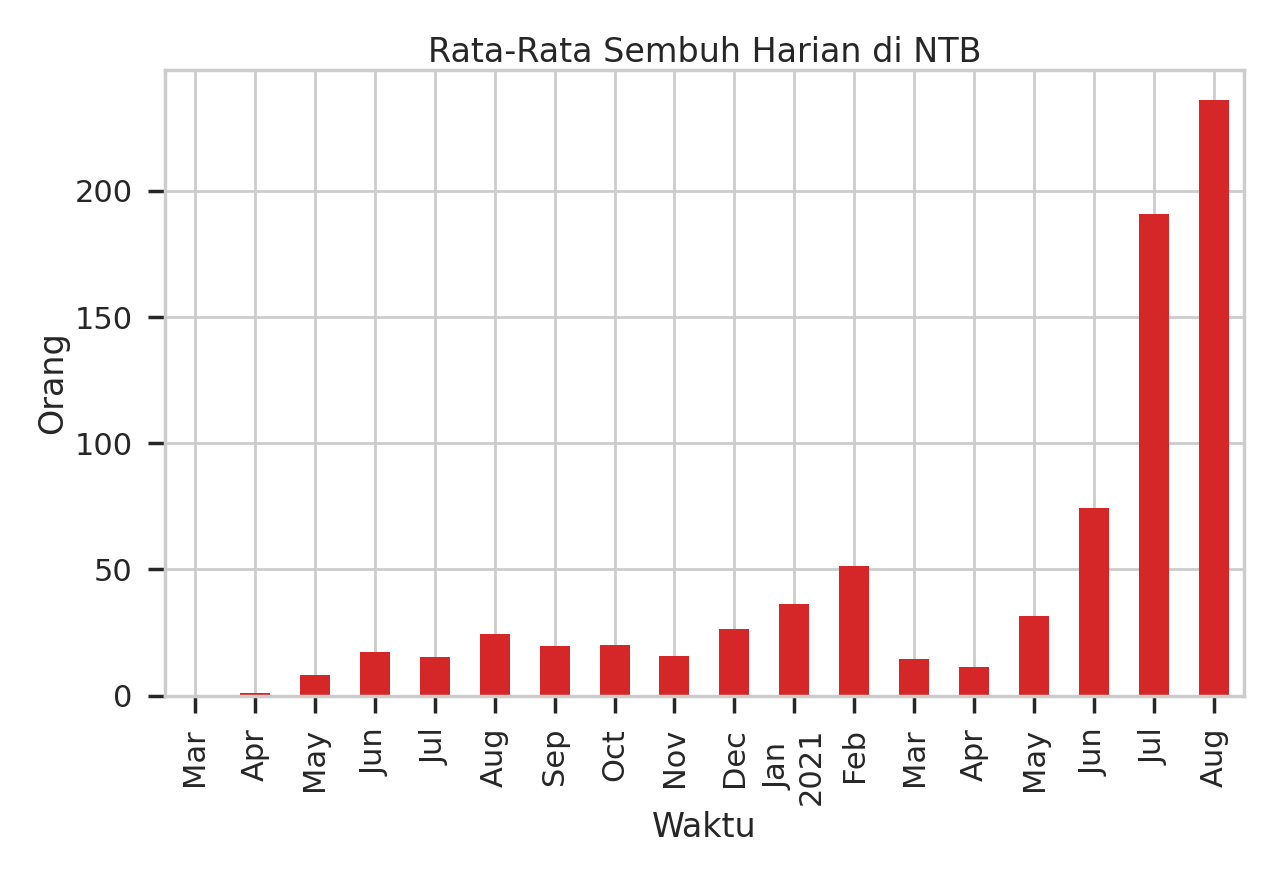 Rata-Rata Sembuh Harian di NTB
Orang
200
150
100
50
0
Mar
Apr
May
Jun
Jul
Aug
Sep
Oct
Nov
Dec
Jan
2021
Feb
Mar
Apr
May
Jun
Jul
Aug
Waktu